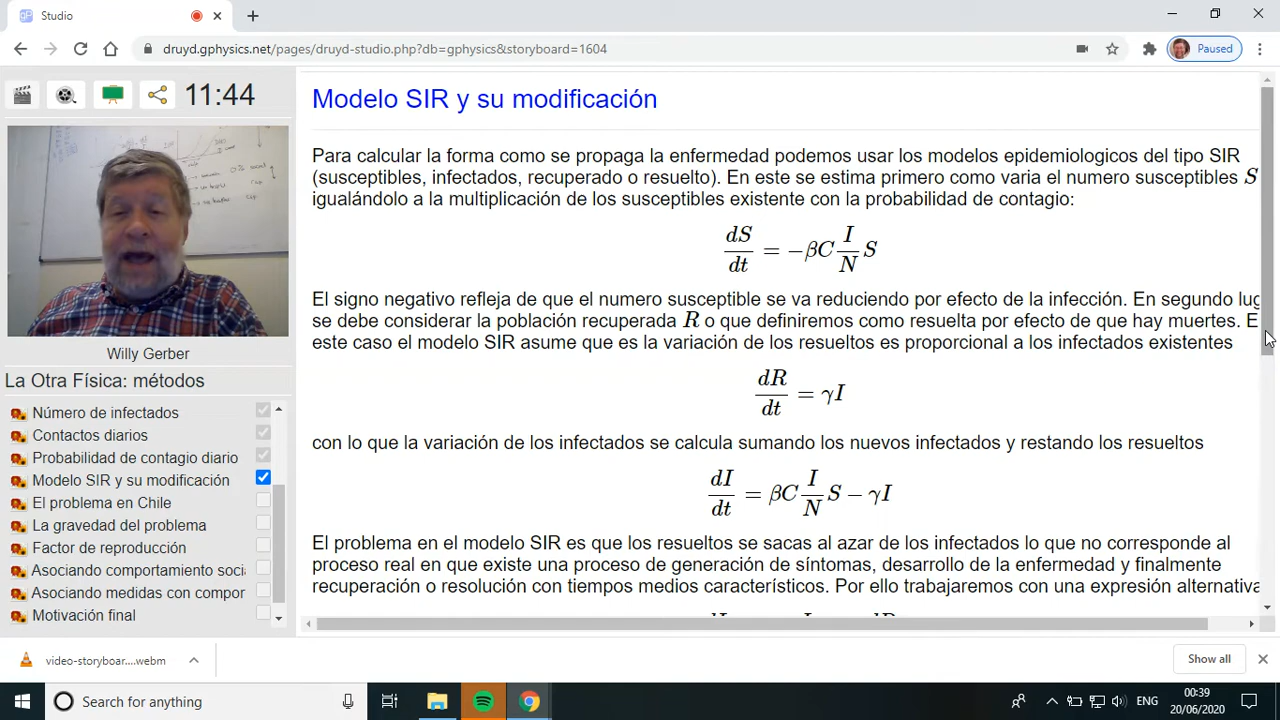 Studio
druyd.gphysics.net/pages/druyd-studio.php?db=gphysics&storyboard=1604
Paused
11:44
Willy Gerber
La Otra Física: métodos
Número de infectados
Contactos diarios
Probabilidad de contagio diario
Modelo SIR y su modificación
El problema en Chile
La gravedad del problema
Factor de reproducción
Asociando comportamiento soci
Asociando medidas con compor
Motivación final
Modelo SIR y su modificación
Para calcular la forma como se propaga la enfermedad podemos usar los modelos epidemiologicos del tipo SIR
(susceptibles, infectados, recuperado o resuelto). En este se estima primero como varia el numero susceptibles S
igualándolo a la multiplicación de los susceptibles existente con la probabilidad de contagio:
dS/dt = −βC I/N S
El signo negativo refleja de que el numero susceptible se va reduciendo por efecto de la infección. En segundo lug
se debe considerar la población recuperada R o que definiremos como resuelta por efecto de que hay muertes. E
este caso el modelo SIR asume que es la variación de los resueltos es proporcional a los infectados existentes
dR/dt = γI
con lo que la variación de los infectados se calcula sumando los nuevos infectados y restando los resueltos
dI/dt = βC I/N S − γI
El problema en el modelo SIR es que los resueltos se sacas al azar de los infectados lo que no corresponde al
proceso real en que existe una proceso de generación de síntomas, desarrollo de la enfermedad y finalmente
recuperación o resolución con tiempos medios característicos. Por ello trabajaremos con una expresión alternativa
video-storyboar....webm
Show all
Search for anything
ENG
00:39
20/06/2020